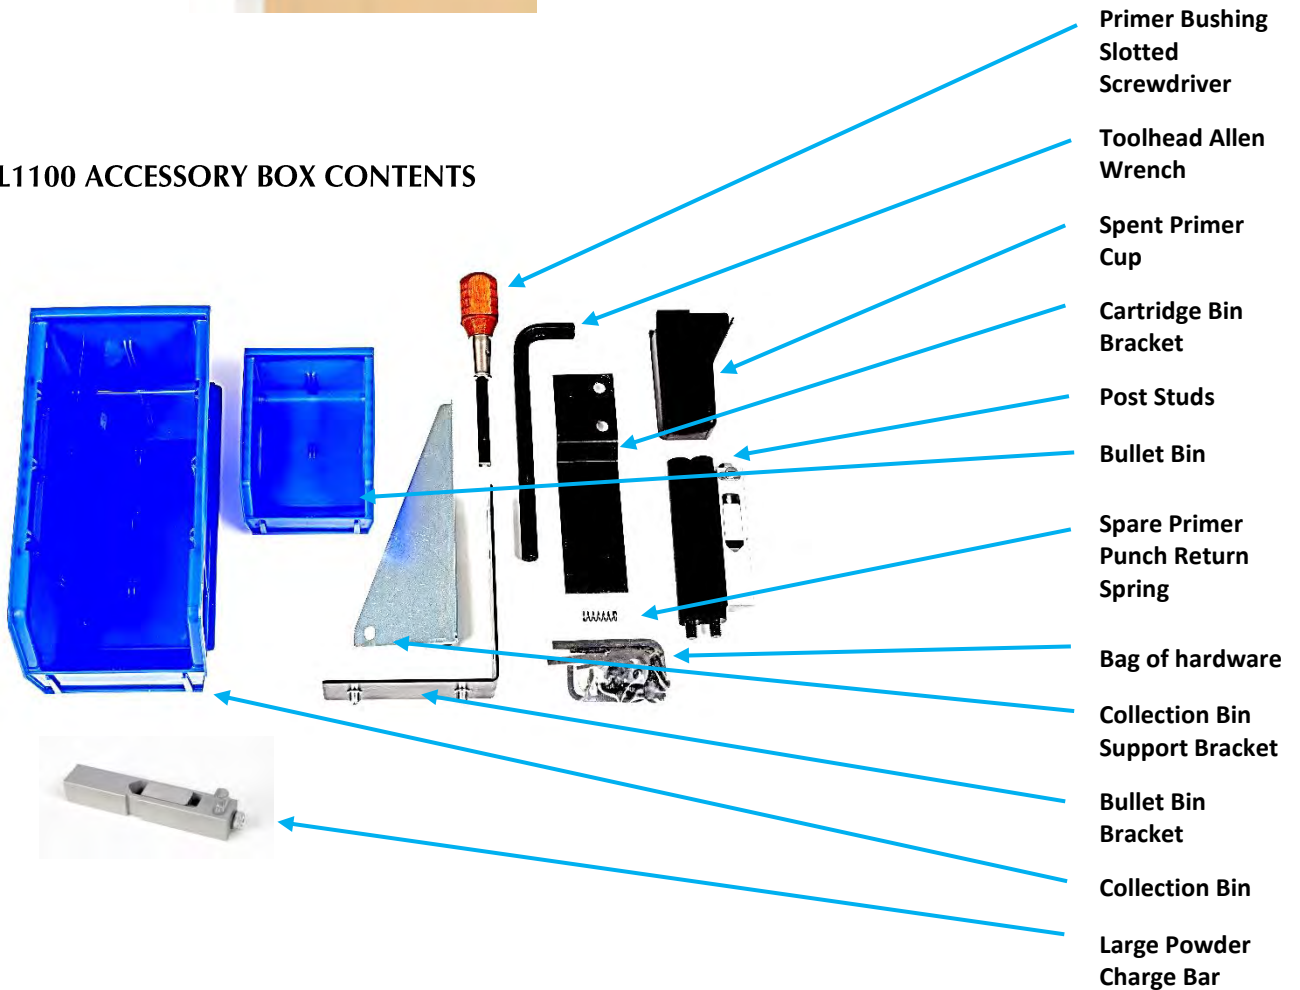 L1100 ACCESSORY BOX CONTENTS
Primer Bushing
Slotted
Screwdriver
Toolhead Allen
Wrench
Spent Primer
Cup
Cartridge Bin
Bracket
Post Studs
Bullet Bin
Spare Primer
Punch Return
Spring
Bag of hardware
Collection Bin
Support Bracket
Bullet Bin
Bracket
Collection Bin
Large Powder
Charge Bar